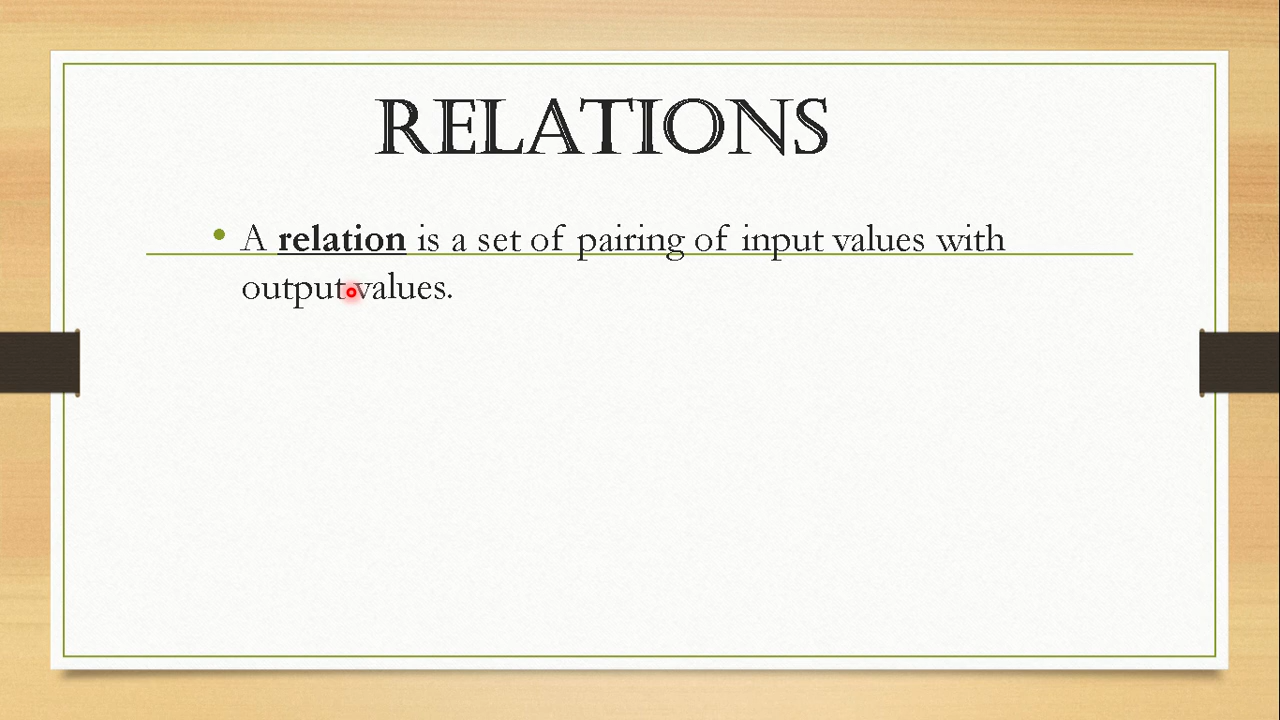 RELATIONS
• A relation is a set of pairing of input values with
output values.